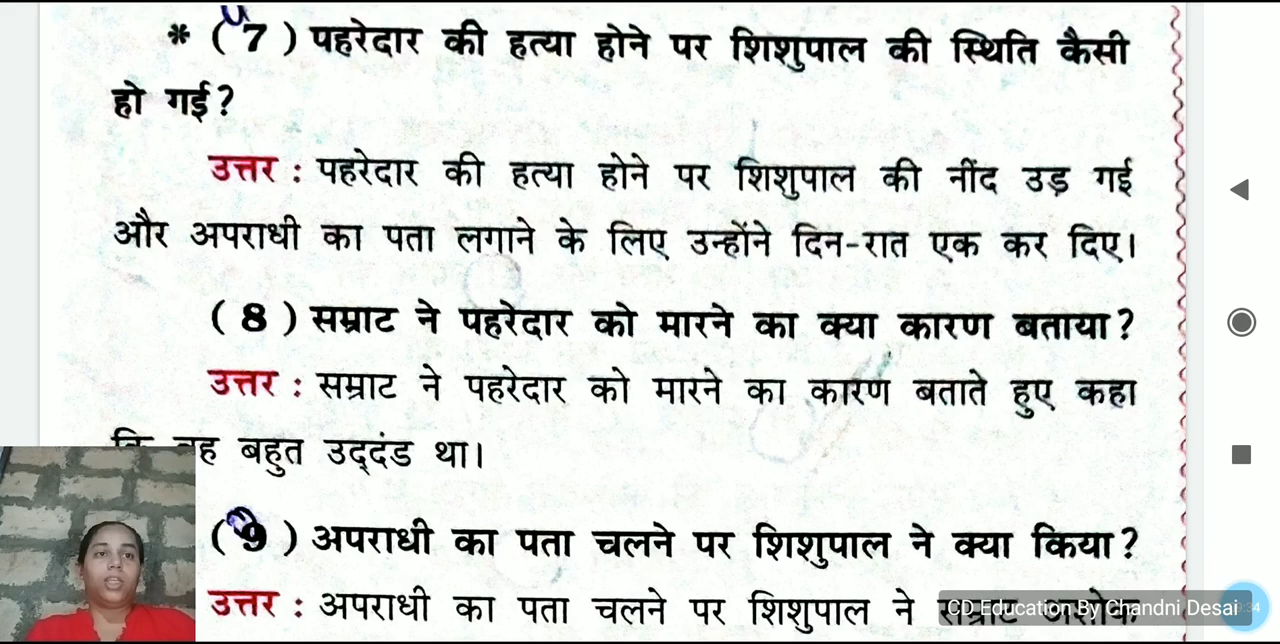 * ( 7 ) पहरेदार की हत्या होने पर शिशुपाल की स्थिति कैसी
हो गई ?
उत्तर : पहरेदार की हत्या होने पर शिशुपाल की नींद उड़ गई
और अपराधी का पता लगाने के लिए उन्होंने दिन-रात एक कर दिए।
( 8 ) सम्राट ने पहरेदार को मारने का क्या कारण बताया ?
उत्तर : सम्राट ने पहरेदार को मारने का कारण बताते हुए कहा
कि वह बहुत उद्दंड था।
( 9 ) अपराधी का पता चलने पर शिशुपाल ने क्या किया ?
उत्तर : अपराधी का पता चलने पर शिशुपाल ने सम्राट अशोक
CD Education By Chandni Desai